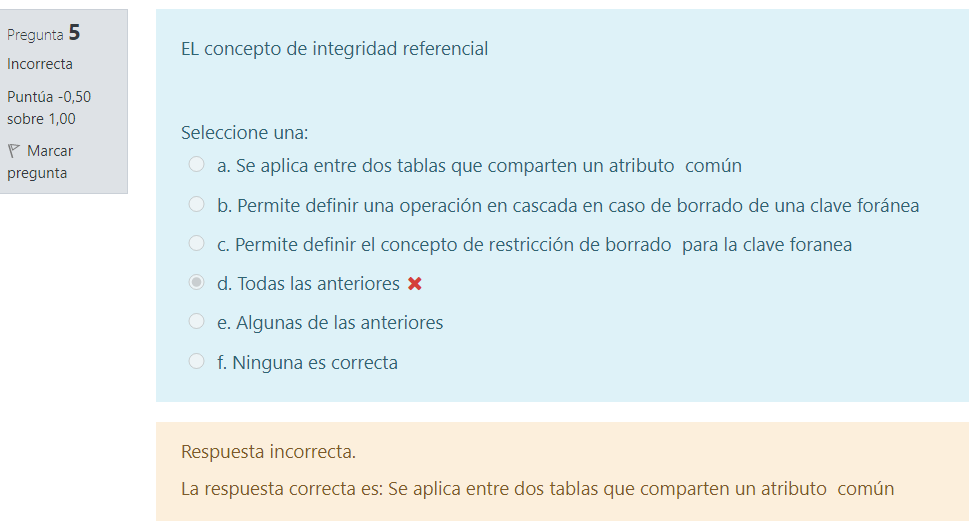 Pregunta 5
Incorrecta
Puntúa -0,50
sobre 1,00
Marcar
pregunta
EL concepto de integridad referencial
Seleccione una:
a. Se aplica entre dos tablas que comparten un atributo  común
b. Permite definir una operación en cascada en caso de borrado de una clave foránea
c. Permite definir el concepto de restricción de borrado  para la clave foranea
d. Todas las anteriores
e. Algunas de las anteriores
f. Ninguna es correcta
Respuesta incorrecta.
La respuesta correcta es: Se aplica entre dos tablas que comparten un atributo  común